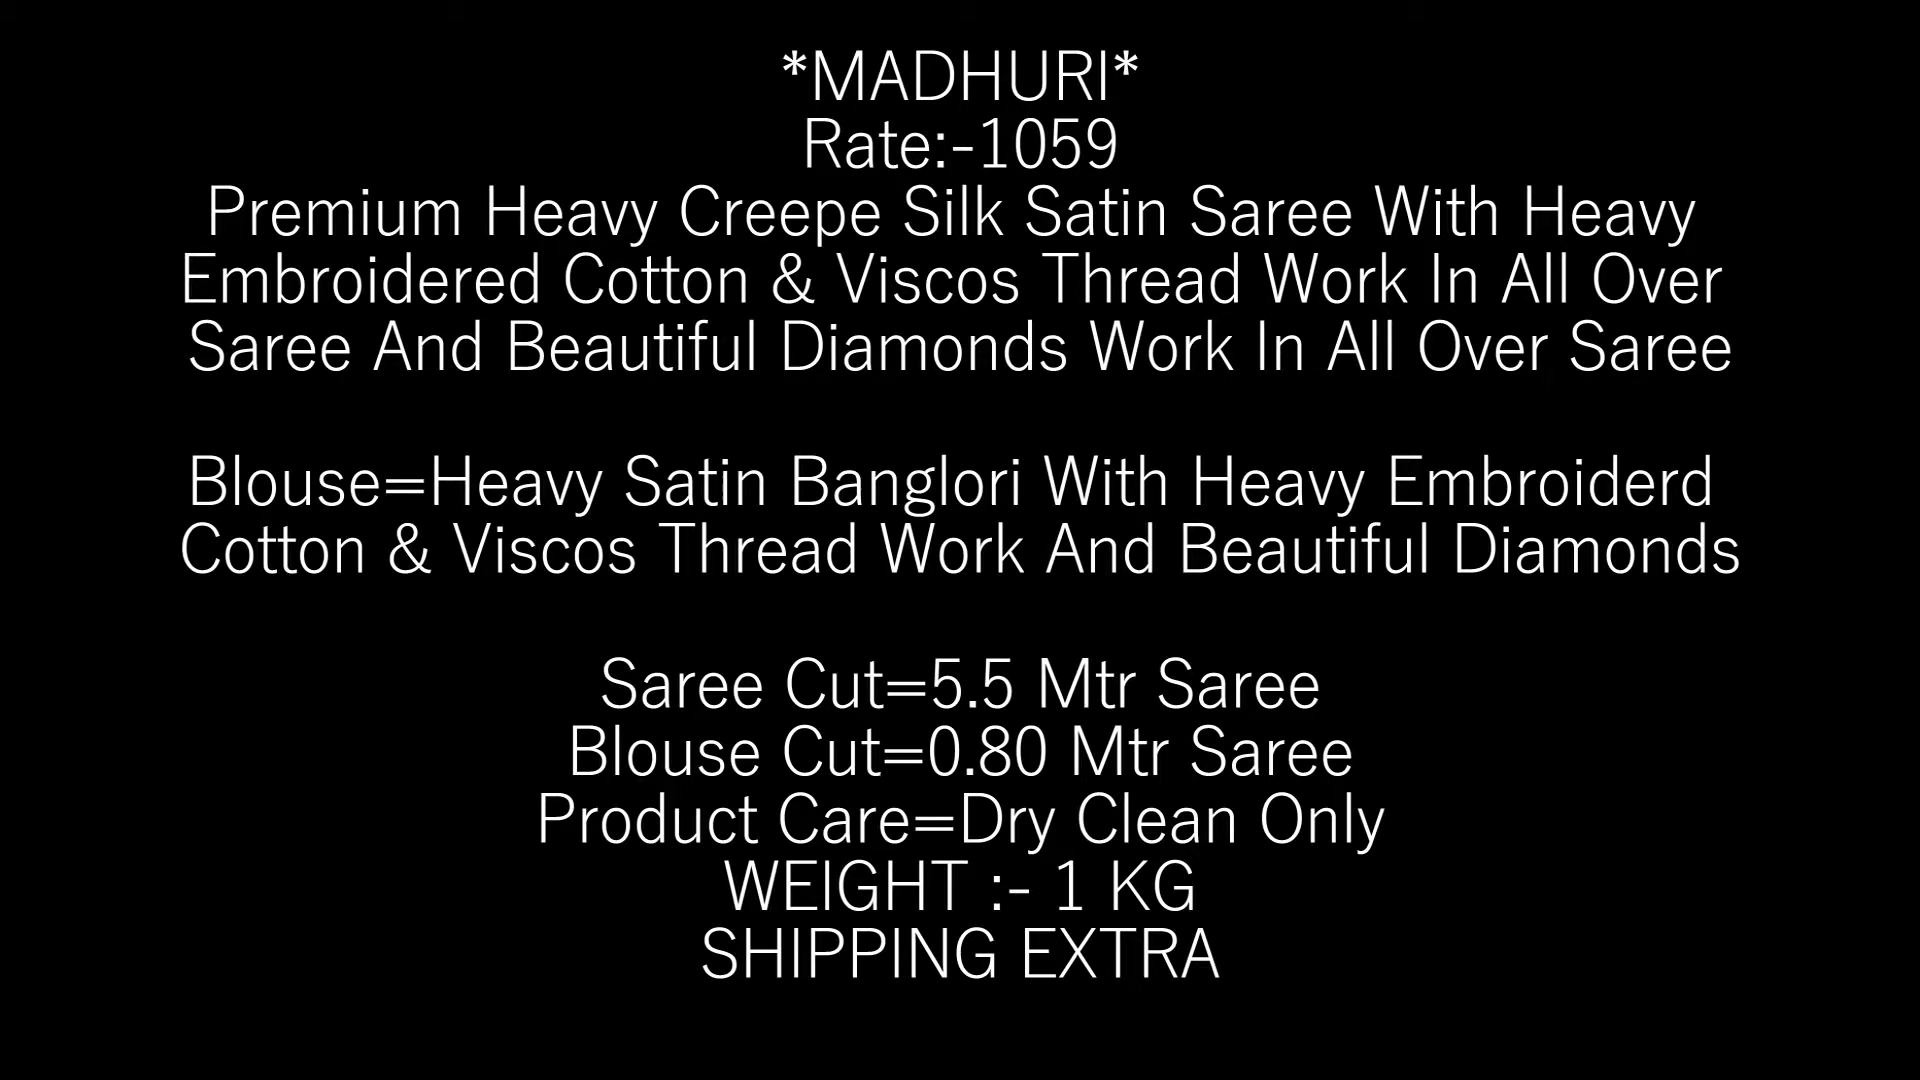 *MADHURI*
Rate:-1059
Premium Heavy Creepe Silk Satin Saree With Heavy
Embroidered Cotton & Viscos Thread Work In All Over
Saree And Beautiful Diamonds Work In All Over Saree
Blouse=Heavy Satin Banglori With Heavy Embroiderd
Cotton & Viscos Thread Work And Beautiful Diamonds
Saree Cut=5.5 Mtr Saree
Blouse Cut=0.80 Mtr Saree
Product Care=Dry Clean Only
WEIGHT :- 1 KG
SHIPPING EXTRA